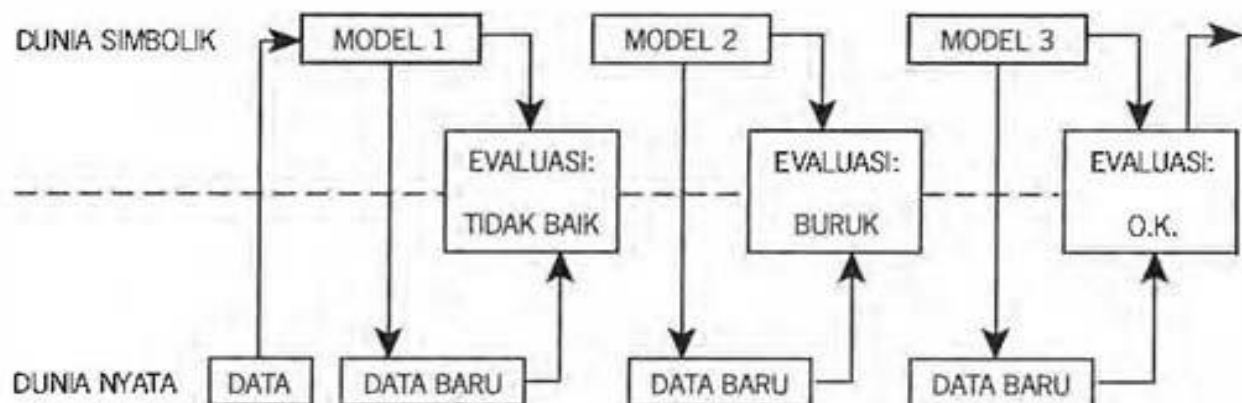 DUNIA SIMBOLIK
MODEL 1
MODEL 2
MODEL 3
EVALUASI:
TIDAK BAIK
EVALUASI:
BURUK
EVALUASI:
O.K.
DUNIA NYATA
DATA
DATA BARU
DATA BARU
DATA BARU